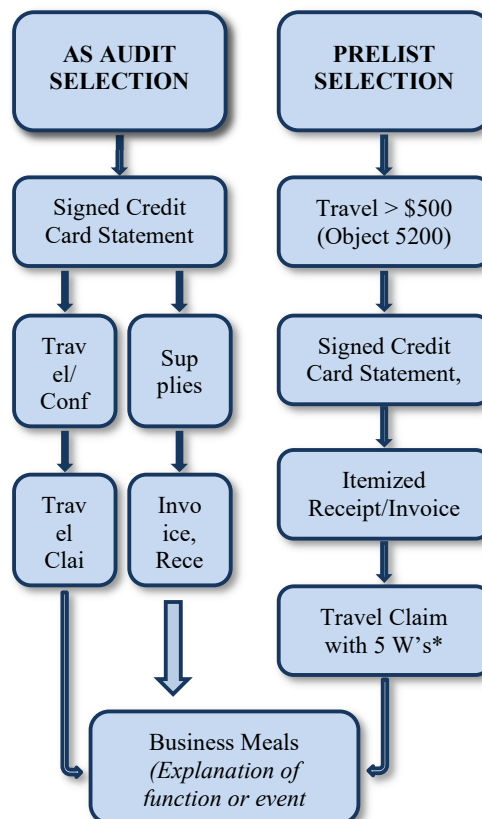 AS AUDIT
SELECTION
PRELIST
SELECTION
Signed Credit
Card Statement
Travel > $500
(Object 5200)
Trav
el/
Conf
Sup
plies
Signed Credit
Card Statement,
Trav
el
Clai
Invo
ice,
Rece
Itemized
Receipt/Invoice
Travel Claim
with 5 W’s*
Business Meals
(Explanation of
function or event